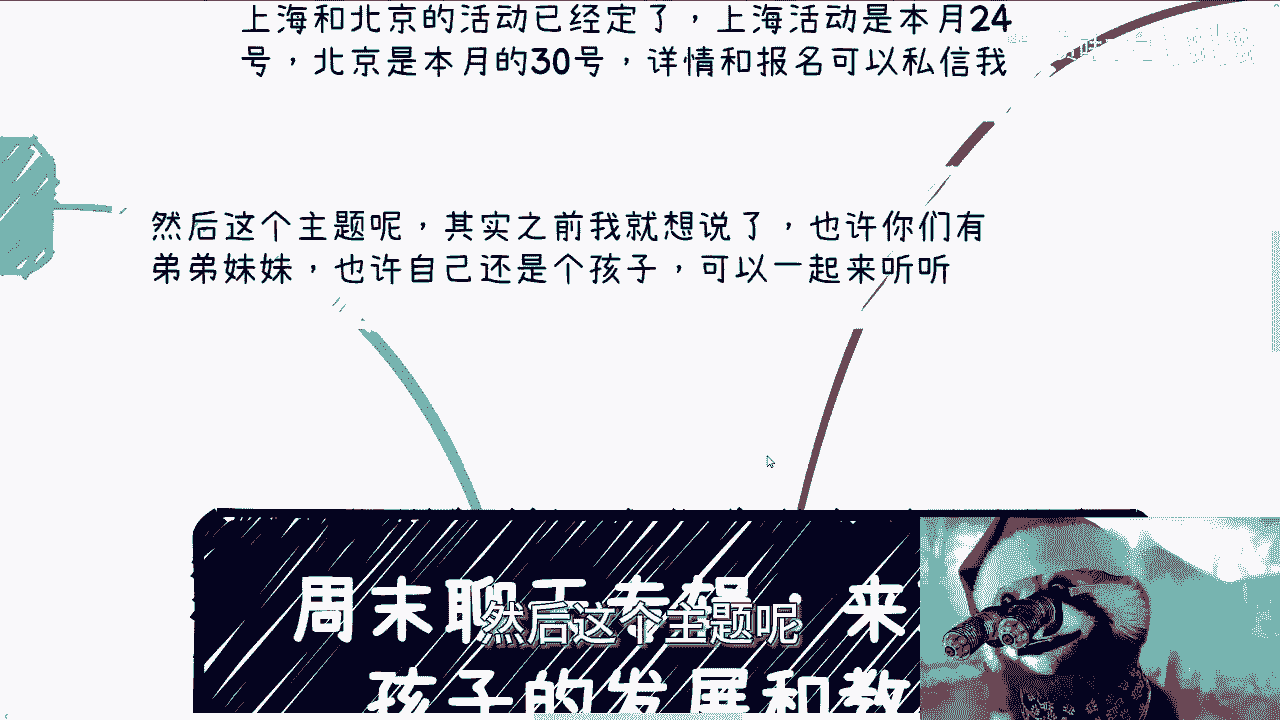 上海和北京的活动已经定了，上海活动是本月24
号，北京是本月的30号，详情和报名可以私信我
然后这个主题呢，其实之前我就想说了，也许你们有
弟弟妹妹，也许自己还是个孩子，可以一起来听听
周末聊天专辑，来
然后这个主题呢
孩子的发展和教